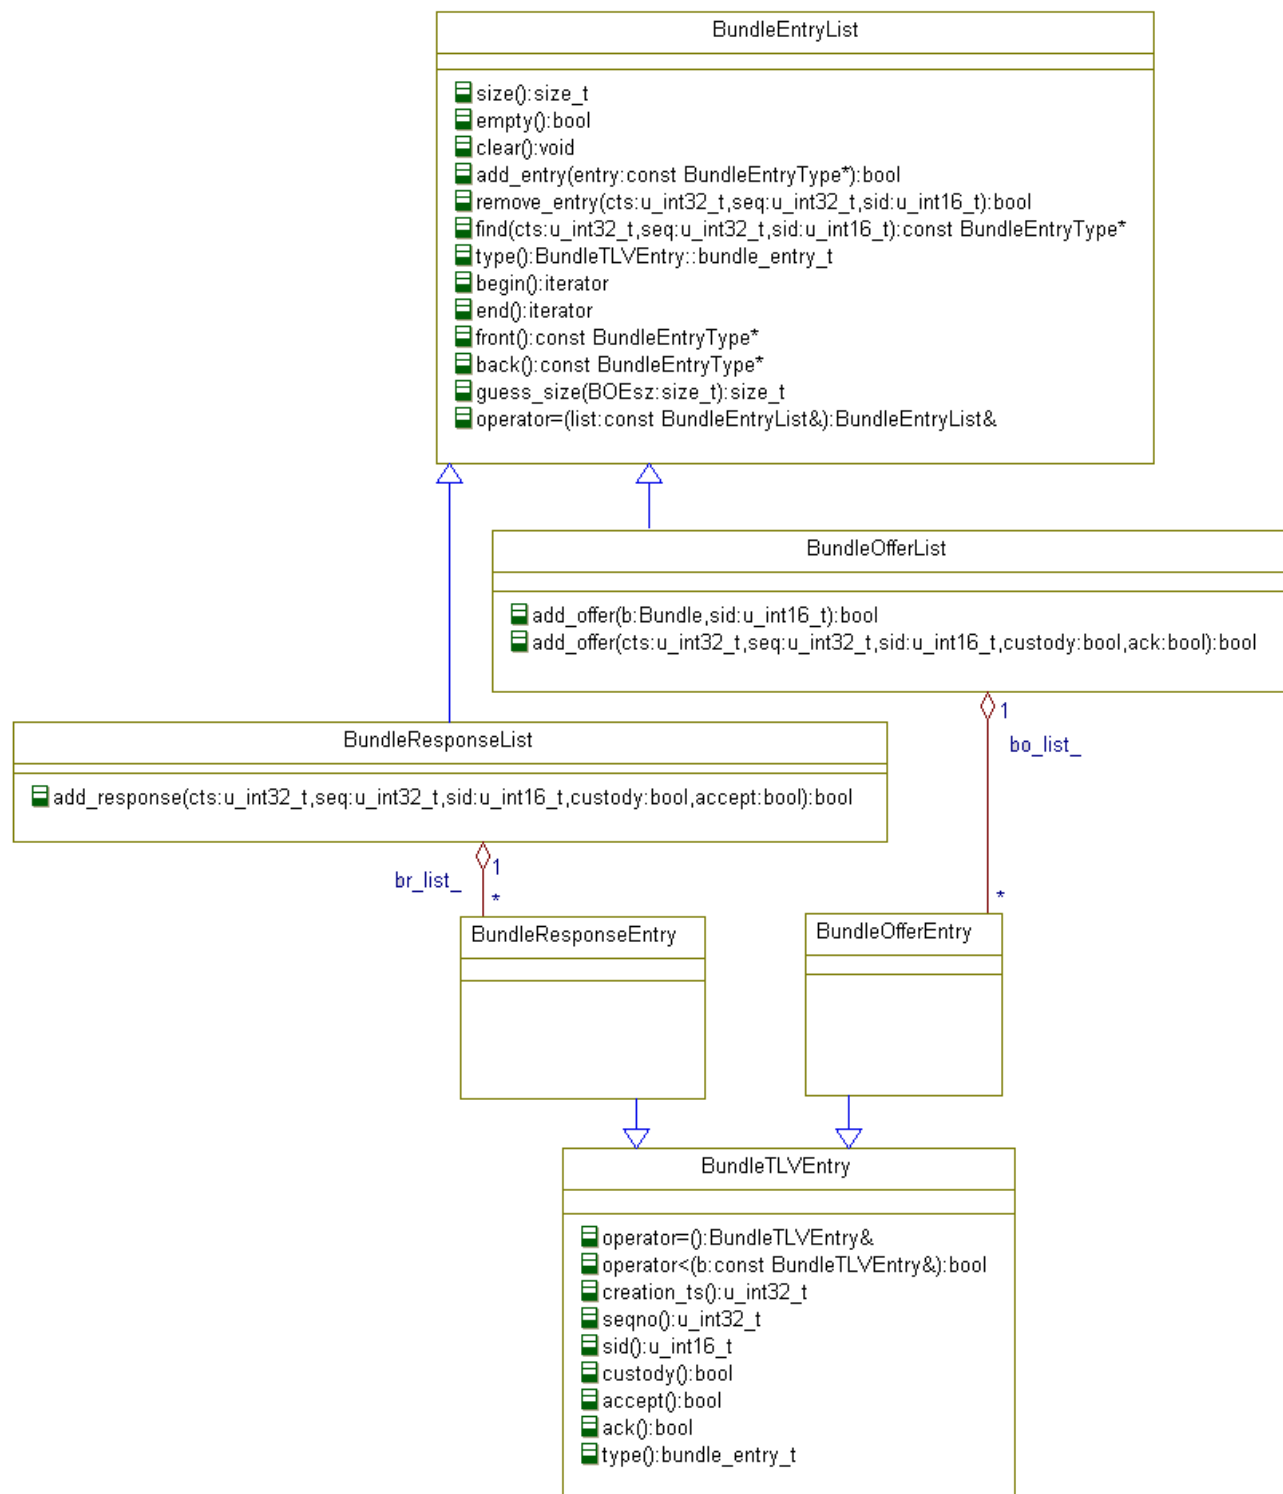 BundleEntryList
size():size_t
empty():bool
clear():void
add_entry(entry:const BundleEntryType*):bool
remove_entry(cts:u_int32_t,seq:u_int32_t,sid:u_int16_t):bool
find(cts:u_int32_t,seq:u_int32_t,sid:u_int16_t):const BundleEntryType*
type():BundleTLVEntry::bundle_entry_t
begin():iterator
end():iterator
front():const BundleEntryType*
back():const BundleEntryType*
guess_size(BOEsz:size_t):size_t
operator=(list:const BundleEntryList&):BundleEntryList&
BundleOfferList
add_offer(b:Bundle,sid:u_int16_t):bool
add_offer(cts:u_int32_t,seq:u_int32_t,sid:u_int16_t,custody:bool,ack:bool):bool
1
bo_list_
BundleResponseList
add_response(cts:u_int32_t,seq:u_int32_t,sid:u_int16_t,custody:bool,accept:bool):bool
1
br_list_
*
*
BundleResponseEntry
BundleOfferEntry
BundleTLVEntry
operator=():BundleTLVEntry&
operator<(b:const BundleTLVEntry&):bool
creation_ts():u_int32_t
seqno():u_int32_t
sid():u_int16_t
custody():bool
accept():bool
ack():bool
type():bundle_entry_t